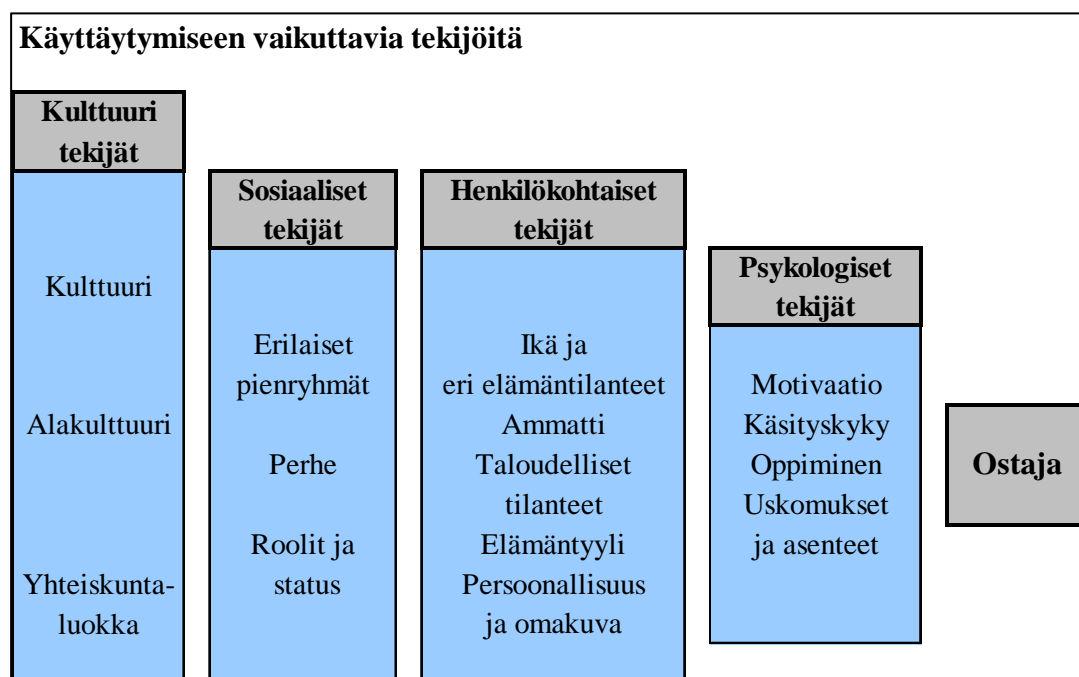 Käyttäytymiseen vaikuttavia tekijöitä
Kulttuuri
tekijät
Kulttuuri
Alakulttuuri
Yhteiskunta-
luokka
Sosiaaliset
tekijät
Erilaiset
pienryhmät
Perhe
Roolit ja
status
Henkilökohtaiset
tekijät
Ikä ja
eri elämäntilanteet
Ammatti
Taloudelliset
tilanteet
Elämäntyyli
Persoonallisuus
ja omakuva
Psykologiset
tekijät
Motivaatio
Käsityskyky
Oppiminen
Uskomukset
ja asenteet
Ostaja